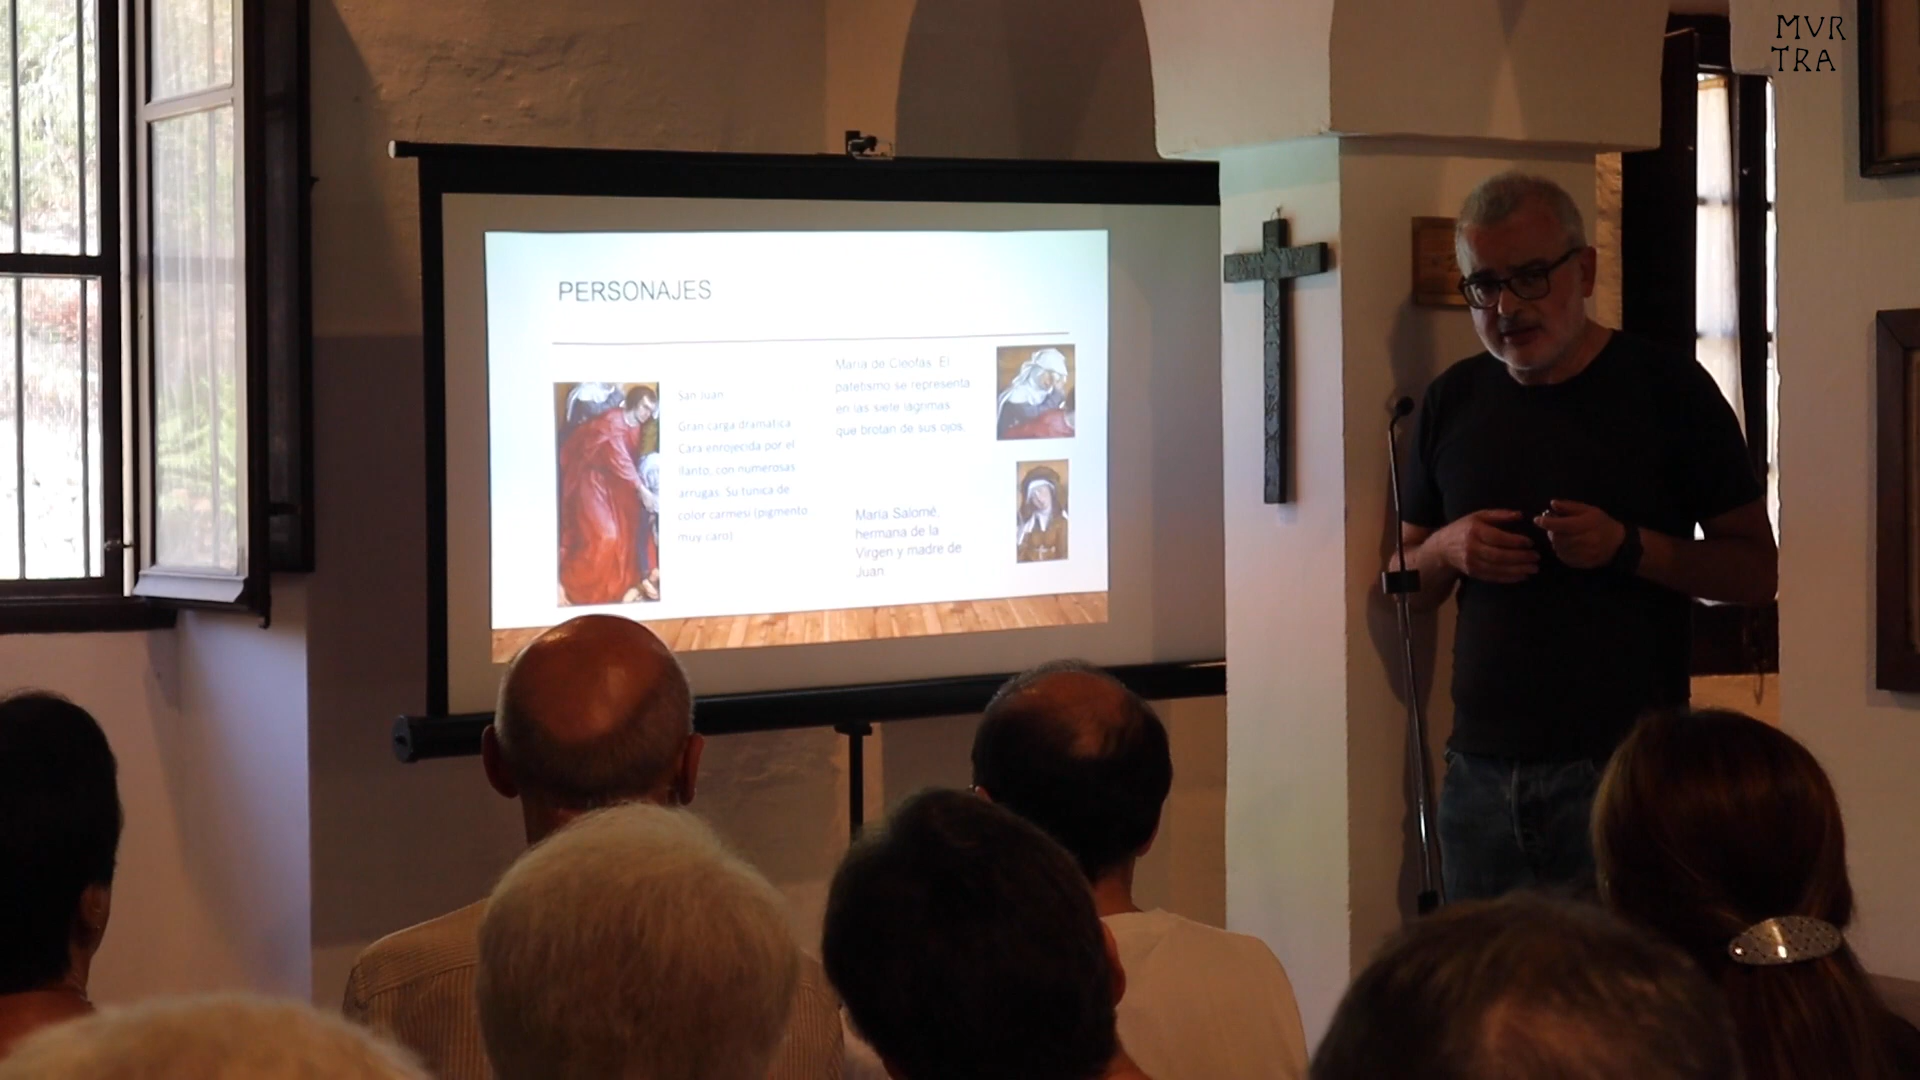 MVR
TRA
PERSONAJES
San Juan:
Gran carga dramática.
Cara enrojecida por el
llanto, con numerosas
arrugas. Su túnica de
color carmesí (pigmento
muy caro)
María de Cleofás. El
patetismo se representa
en las siete lágrimas
que brotan de sus ojos.
María Salomé,
hermana de la
Virgen y madre de
Juan